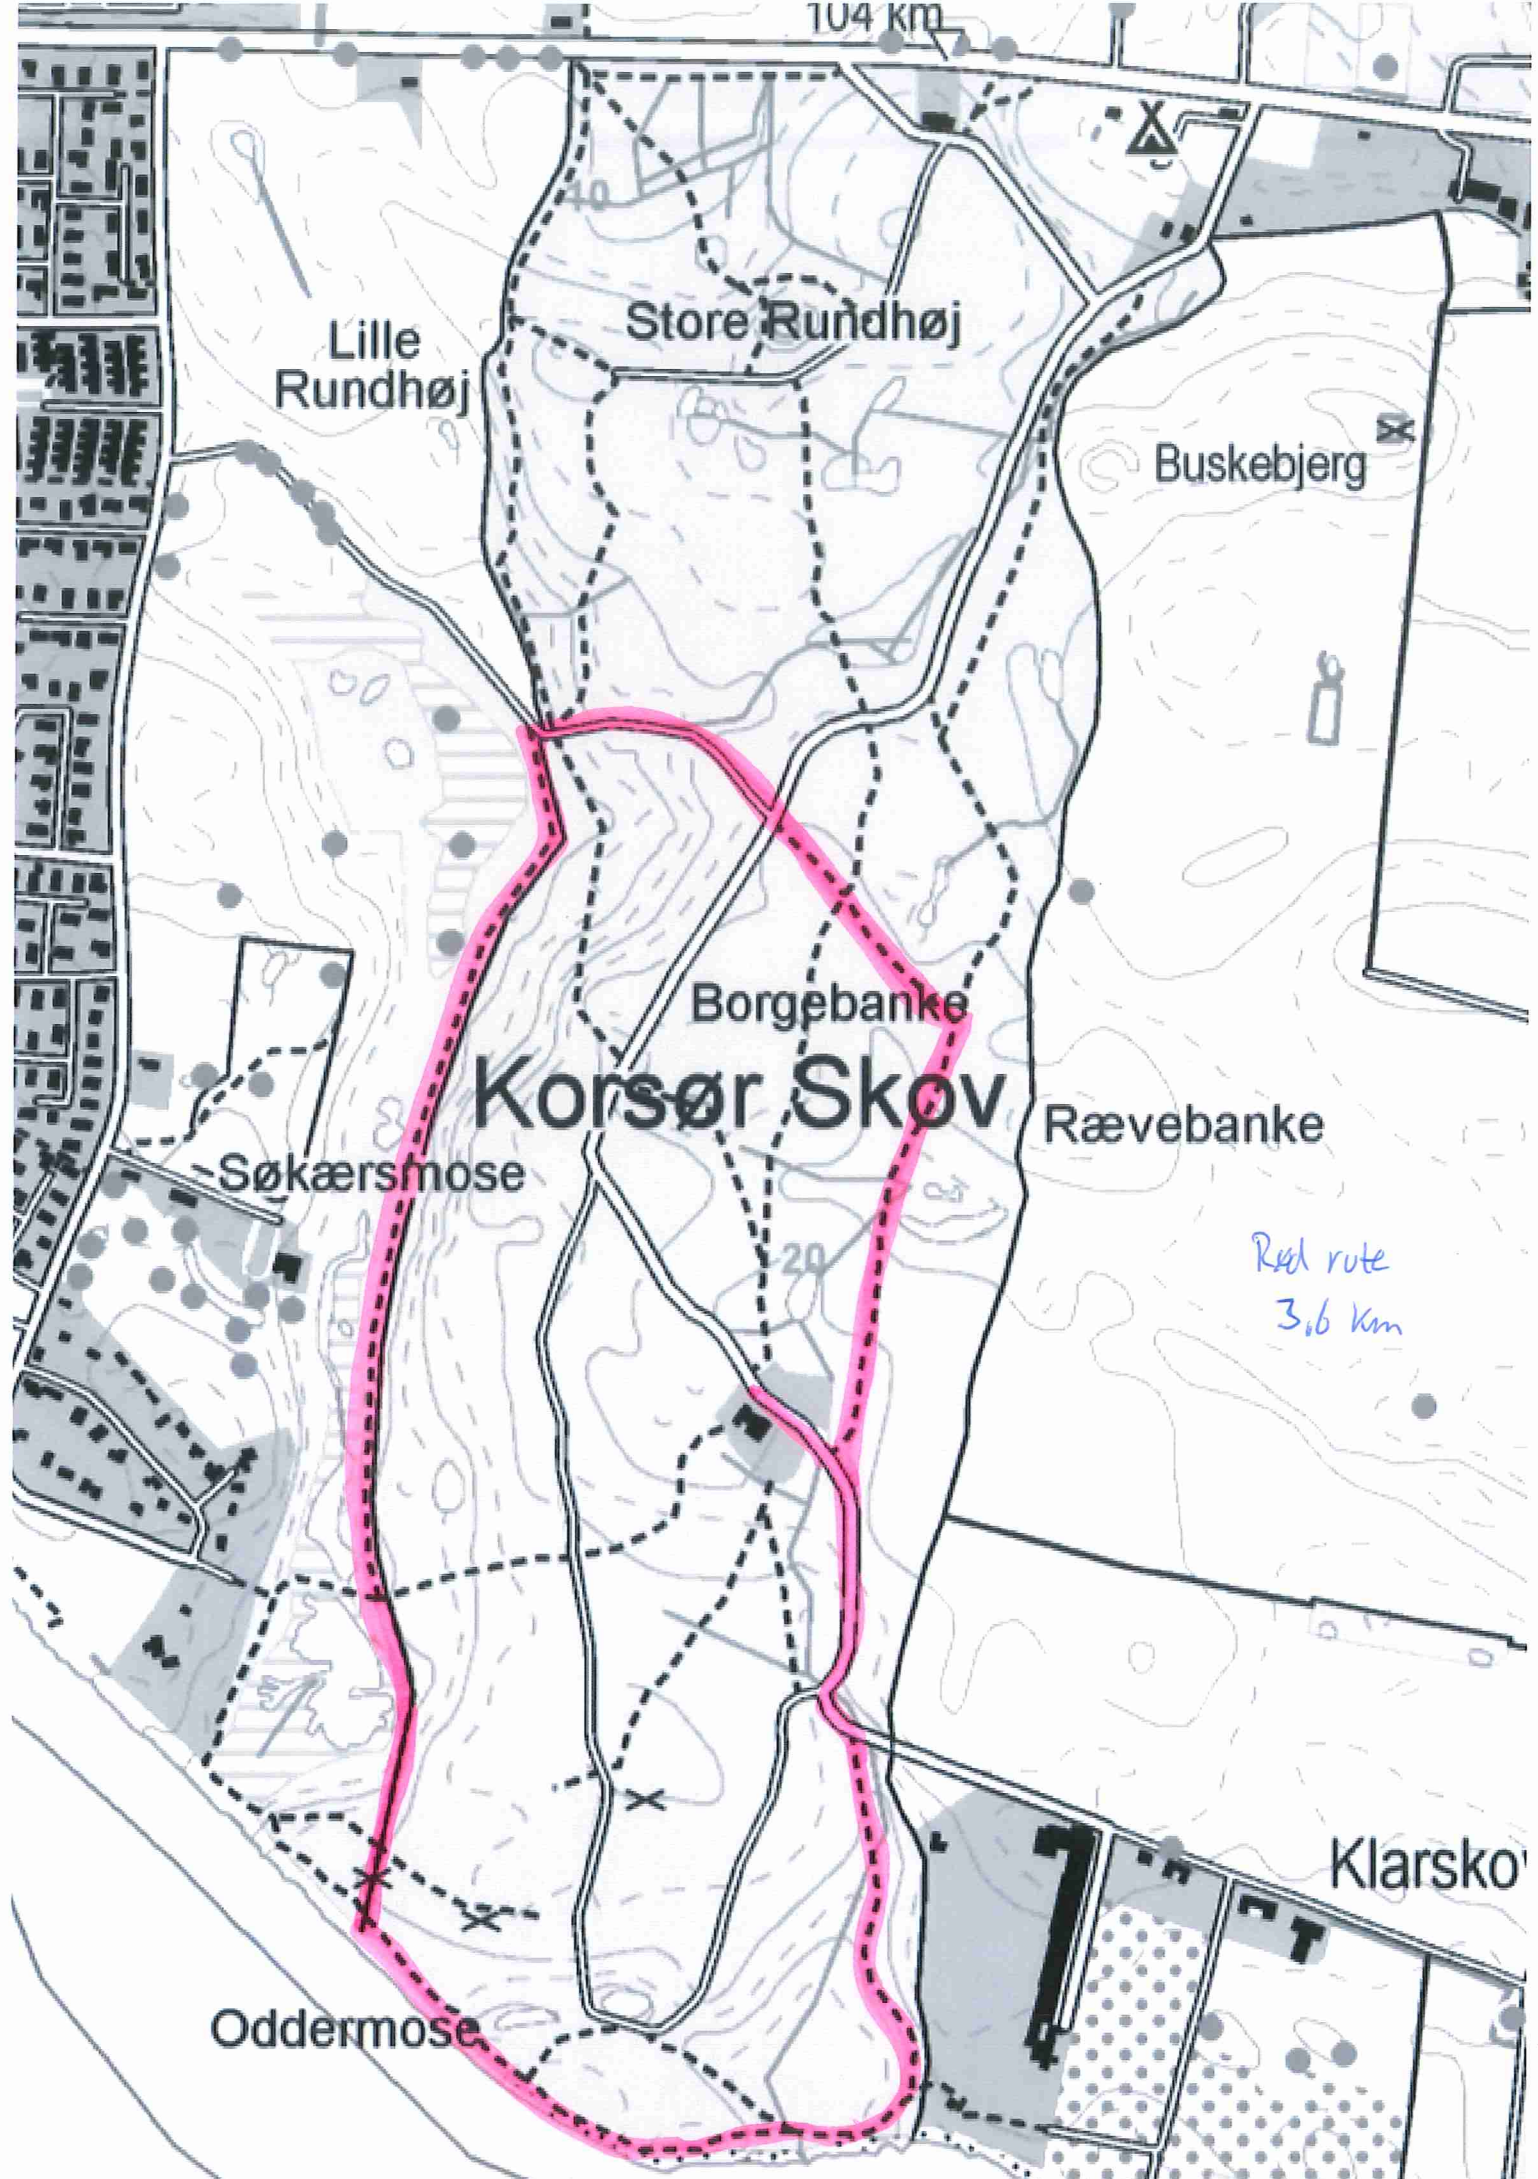 104 km
10
Store Rundhøj
Lille
Rundhøj
Buskebjerg
Borgebanke
Korsør Skov
Rævebanke
Søkærsmose
20
Rød rute
3,6 km
Klarskov
Oddermose